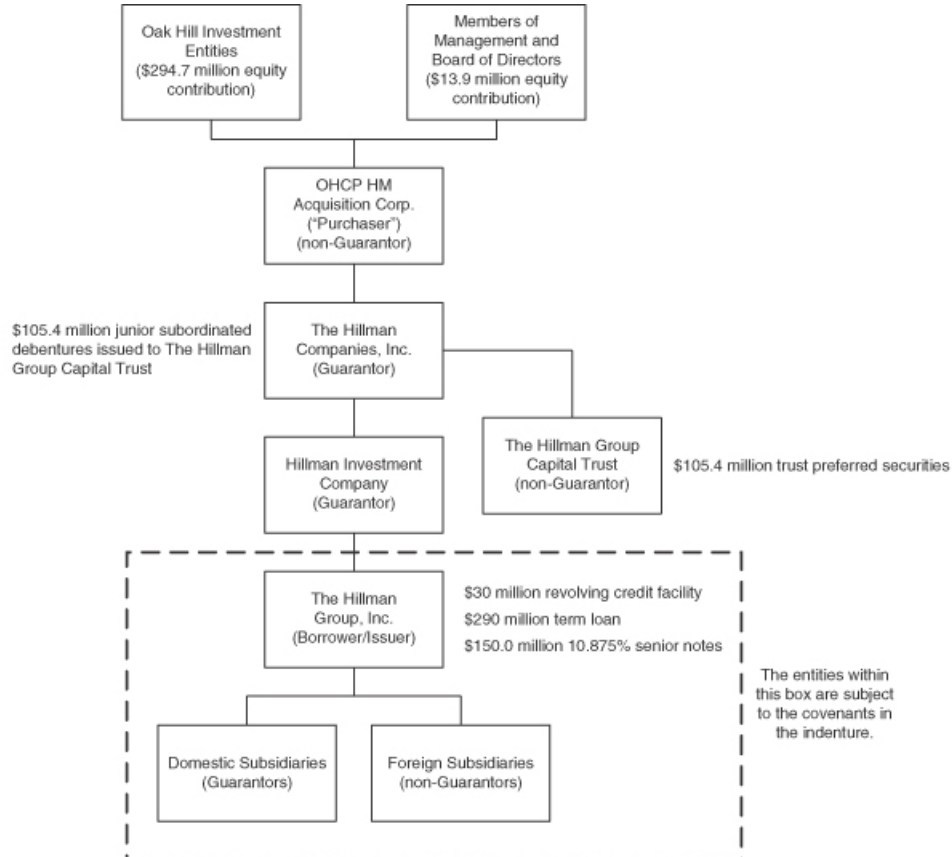 Oak Hill Investment
Entities
($294.7 million equity
contribution)
Members of
Management and
Board of Directors
($13.9 million equity
contribution)
OHCP HM
Acquisition Corp.
(“Purchaser”)
(non-Guarantor)
$105.4 million junior subordinated
debentures issued to The Hillman
Group Capital Trust
The Hillman
Companies, Inc.
(Guarantor)
The Hillman Group
Capital Trust
(non-Guarantor)
$105.4 million trust preferred securities
Hillman Investment
Company
(Guarantor)
The Hillman
Group, Inc.
(Borrower/Issuer)
$30 million revolving credit facility
$290 million term loan
$150.0 million 10.875% senior notes
The entities within
this box are subject
to the covenants in
the indenture.
Domestic Subsidiaries
(Guarantors)
Foreign Subsidiaries
(non-Guarantors)